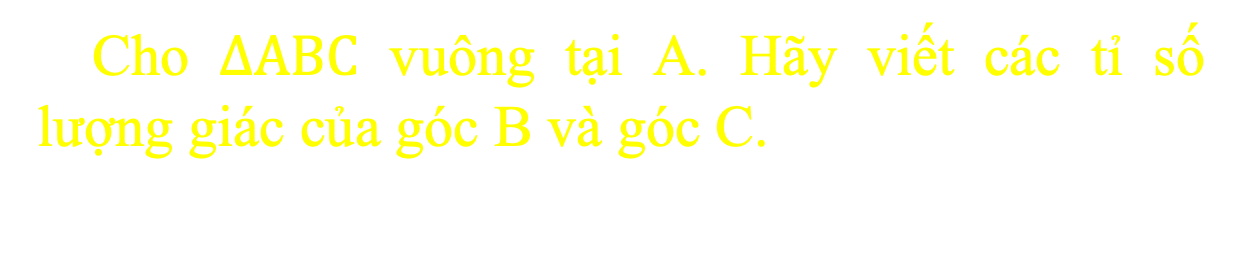 Cho ΔABC vuông tại A. Hãy viết các tỉ số
lượng giác của góc B và góc C.